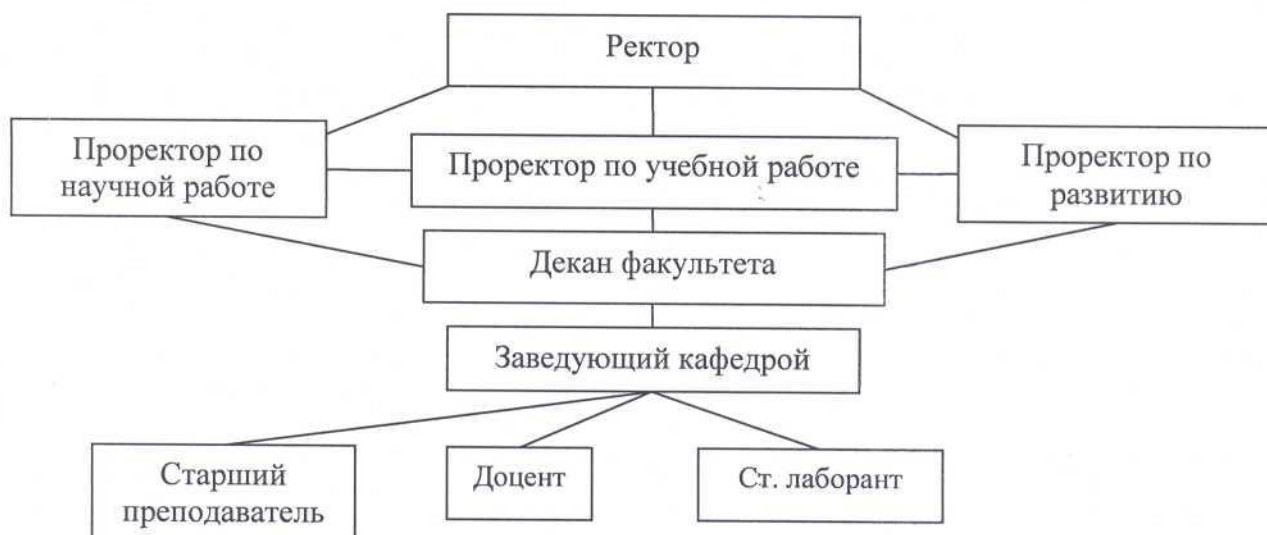 Ректор
Проректор по
научной работе
Проректор по учебной работе
Проректор по
развитию
Декан факультета
Заведующий кафедрой
Старший
преподаватель
Доцент
Ст. лаборант